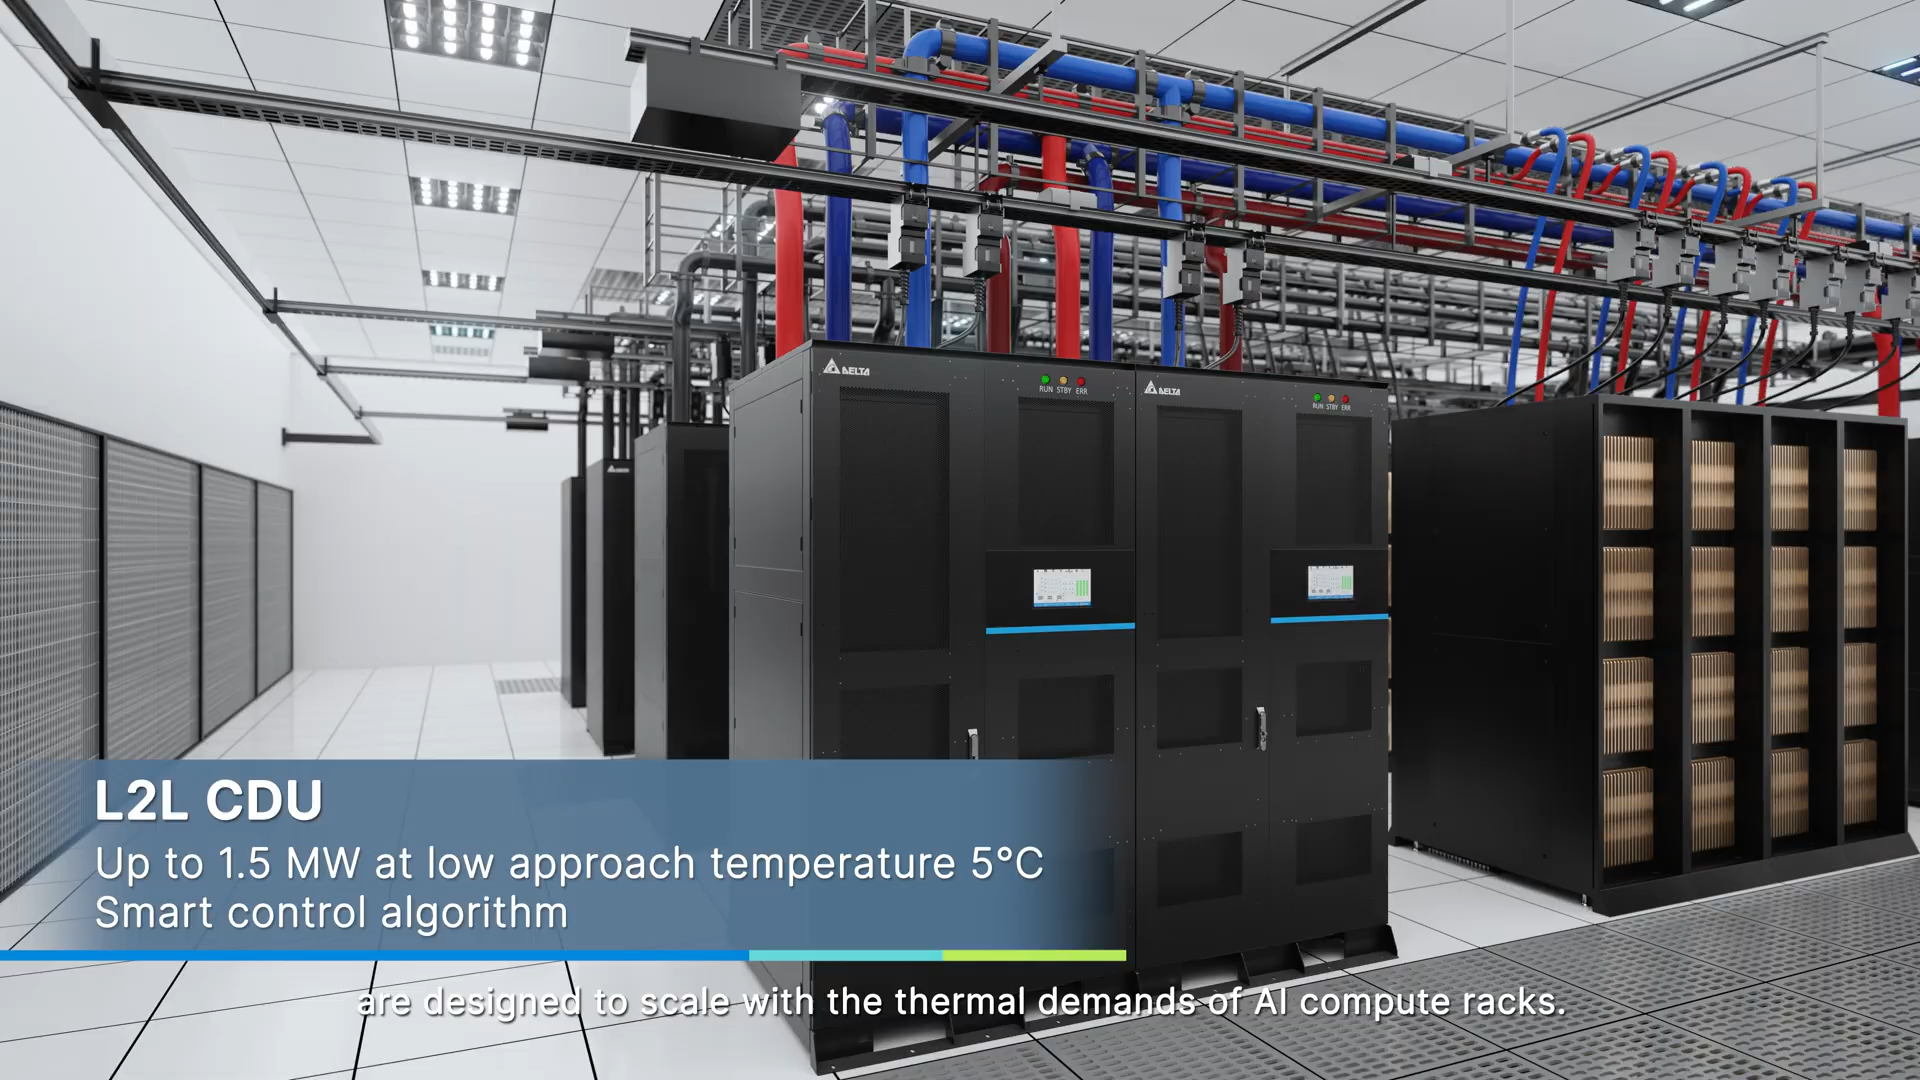 DELTA
RUN STBY ERR
DELTA
RUN STBY ERR
L2L CDU
Up to 1.5 MW at low approach temperature 5°C
Smart control algorithm
are designed to scale with the thermal demands of AI compute racks.